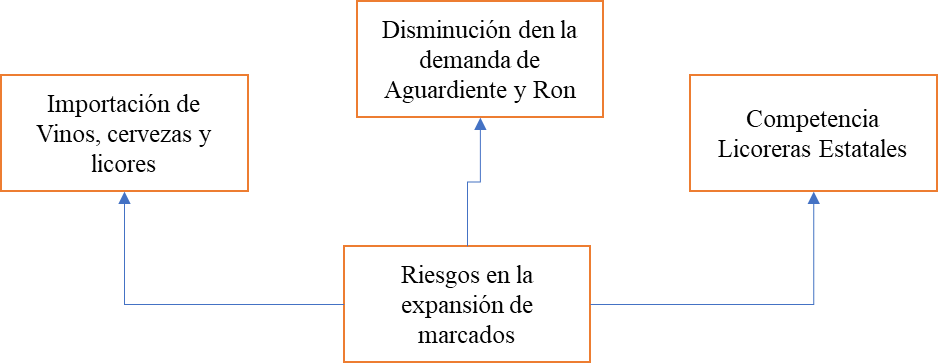 Disminución den la
demanda de
Aguardiente y Ron
Importación de
Vinos, cervezas y
licores
Competencia
Licoreras Estatales
Riesgos en la
expansión de
marcados